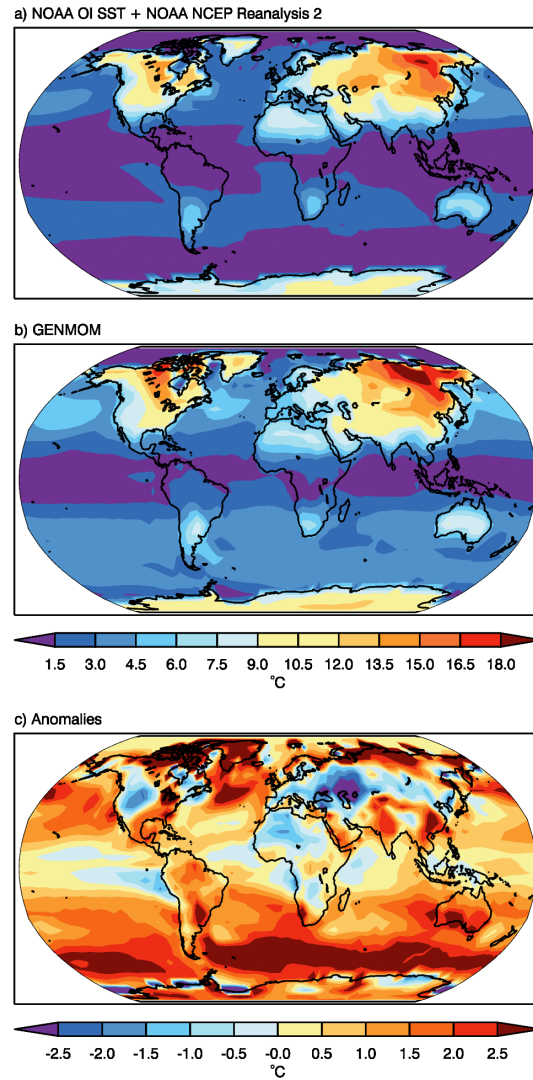 a) NOAA OI SST + NOAA NCEP Reanalysis 2
b) GENMOM
1.5 3.0 4.5 6.0 7.5 9.0 10.5 12.0 13.5 15.0 16.5 18.0
°C
c) Anomalies
-2.5 -2.0 -1.5 -1.0 -0.5 -0.0 0.5 1.0 1.5 2.0 2.5
°C